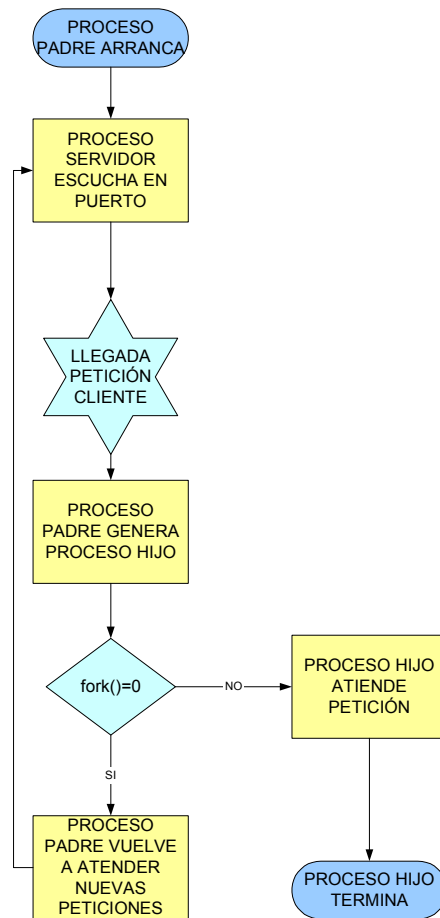 PROCESO
PADRE ARRANCA
PROCESO
SERVIDOR
ESCUCHA EN
PUERTO
LLEGADA
PETICIÓN
CLIENTE
PROCESO
PADRE GENERA
PROCESO HIJO
fork()=0
NO
PROCESO HIJO
ATIENDE
PETICIÓN
SI
PROCESO
PADRE VUELVE
A ATENDER
NUEVAS
PETICIONES
PROCESO HIJO
TERMINA